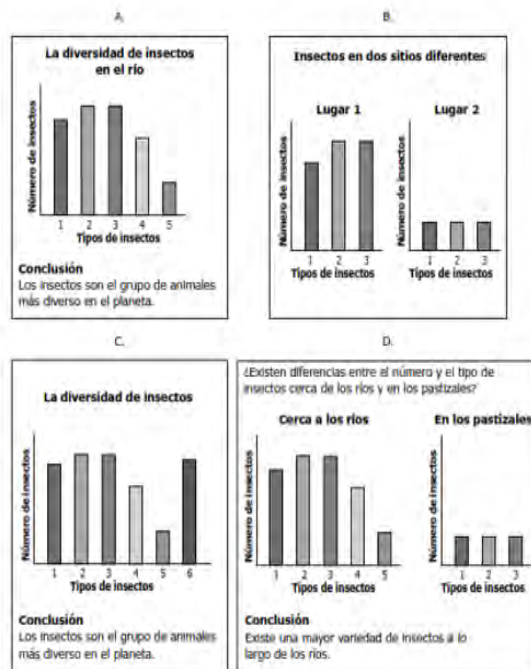 A.
La diversidad de insectos
en el río
Número de insectos
1 2 3 4 5
Tipos de insectos
Conclusión
Los insectos son el grupo de animales
más diverso en el planeta.
B.
Insectos en dos sitios diferentes
Lugar 1
Número de insectos
1 2 3
Tipos de insectos
Lugar 2
Número de insectos
1 2 3
Tipos de insectos
C.
La diversidad de insectos
Número de insectos
1 2 3 4 5 6
Tipos de insectos
Conclusión
Los insectos son el grupo de animales
más diverso en el planeta.
D.
¿Existen diferencias entre el número y el tipo de
insectos cerca de los ríos y en los pastizales?
Cerca a los ríos
Número de insectos
1 2 3 4 5
Tipos de insectos
En los pastizales
Número de insectos
1 2 3
Tipos de insectos
Conclusión
Existe una mayor variedad de insectos a lo
largo de los ríos.